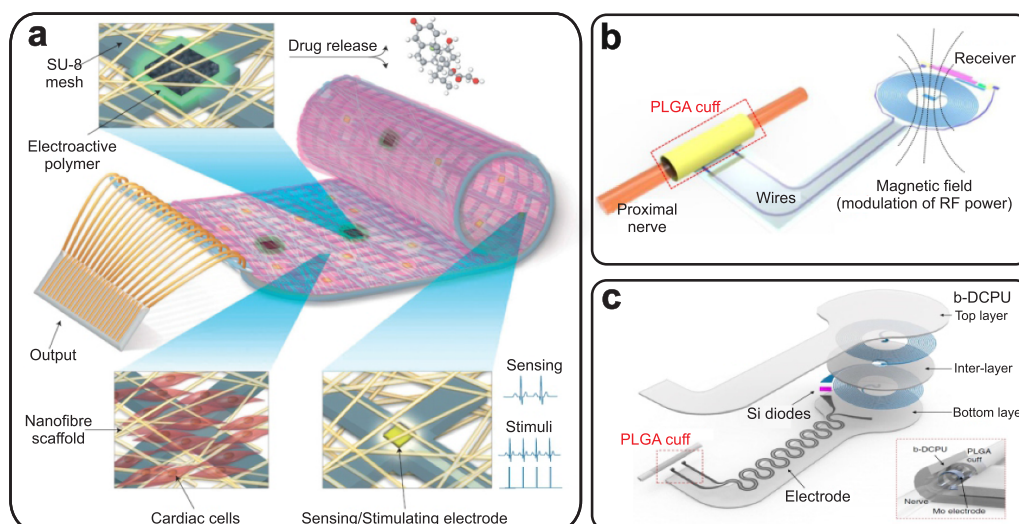 a
SU-8
mesh
Drug release
Electroactive
polymer
Output
Nanofibre
scaffold
Cardiac cells
Sensing/Stimulating electrode
Sensing
Stimuli
b
Receiver
PLGA cuff
Wires
Proximal
nerve
Magnetic field
(modulation of RF power)
c
b-DCPU
Top layer
Inter-layer
Si diodes
Bottom laye
PLGA cuff
Electrode
b-DCPU
PLGA
cuff
Nerve
Mo electrode